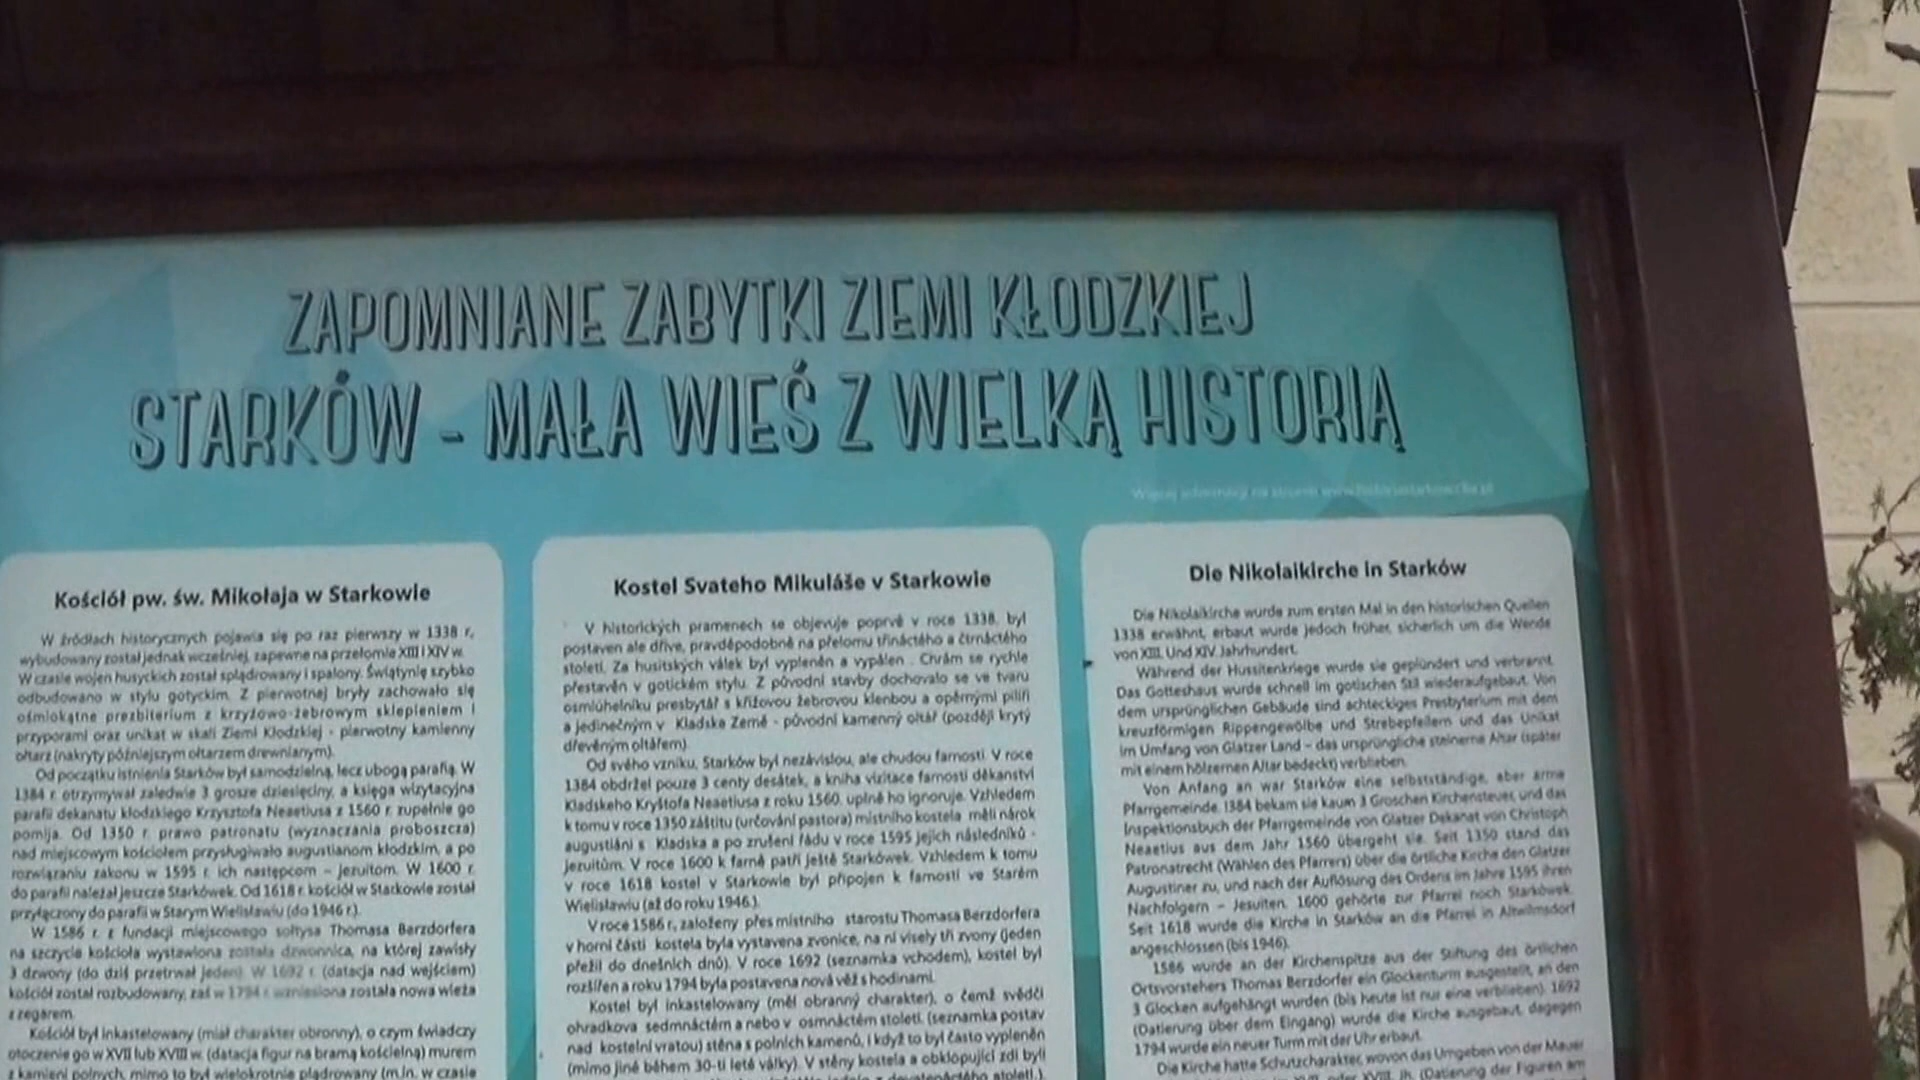 ZAPOMNIANE ZABYTKI ZIEMI KŁODZKIEJ
STARKÓW - MAŁA WIEŚ Z WIELKĄ HISTORIĄ
Więcej informacji na stronie
Kościół pw. św. Mikołaja w Starkowie
W źródłach historycznych pojawia się po raz pierwszy w 1338 r,
wybudowany został jednak wcześniej, zapewne na przełomie XIII i XIV w.
W czasie wojen husyckich został splądrowany i spalony. Świątynię szybko
odbudowano w stylu gotyckim. Z pierwotnej bryły zachowało się
ośmiokątne prezbiterium z krzyżowo-żebrowym sklepieniem i
przyporami oraz unikat w skali Ziemi Kłodzkiej - pierwotny kamienny
ołtarz (nakryty późniejszym ołtarzem drewnianym).
Od początku istnienia Starków był samodzielną, lecz ubogą parafią. W
1384 r. otrzymywał zaledwie 3 grosze dziesięciny, a księga wizytacyjna
parafii dekanatu kłodzkiego Krzysztofa Neaetiusa z 1560 r. zupełnie go
pomija. Od 1350 r. prawo patronatu (wyznaczania proboszcza)
nad miejscowym kościołem przysługiwało augustianom kłodzkim, a po
rozwiązaniu zakonu w 1595 r. ich następcom – jezuitom. W 1600 r.
do parafii należał jeszcze Starkówek. Od 1618 r. kościół w Starkowie został
przyłączony do parafii w Starym Wielisławiu (do 1946 r.).
W 1586 r. z fundacji miejscowego sołtysa Thomasa Berzdorfera
na szczycie kościoła wystawiona została dzwonnica, na której zawisły
3 dzwony (do dziś przetrwał jeden). W 1692 r. (datacja nad wejściem)
kościół został rozbudowany, zaś w 1794 r. wzniesiona została nowa wieża
z zegarem.
Kościół był inkastelowany (miał charakter obronny), o czym świadczy
otoczenie go w XVII lub XVIII w. (datacja figur na bramą kościelną) murem
z kamieni polnych, mimo to był wielokrotnie plądrowany (m.in. w czasie
Kostel Svateho Mikuláše v Starkowie
V historických pramenech se objevuje poprvé v roce 1338, byl
postaven ale dříve, pravděpodobně na přelomu třináctého a čtrnáctého
století. Za husitských válek byl vypleněn a vypálen . Chrám se rychle
přestavěn v gotickém stylu. Z původní stavby dochovalo se ve tvaru
osmiúhelníku presbytář s křížovou žebrovou klenbou a opěrnými pilíři
a jedinečným v Kladske Země - původní kamenný oltář (později krytý
dřevěným oltářem).
Od svého vzniku, Starków byl nezávislou, ale chudou farností. V roce
1384 obdržel pouze 3 centy desátek, a kniha vizitace farností děkanství
Kladskeho Kryštofa Neaetiusa z roku 1560, uplně ho ignoruje. Vzhledem
k tomu v roce 1350 záštitu (určování pastora) místního kostela měli nárok
augustiáni s Kladska a po zrušení řádu v roce 1595 jejich následníků -
jezuitům. V roce 1600 k farně patří ještě Starkówek. Vzhledem k tomu
v roce 1618 kostel v Starkowie byl připojen k farnosti ve Starém
Wielisławiu (až do roku 1946.).
V roce 1586 r, založeny přes místního starostu Thomasa Berzdorfera
v horní části kostela byla vystavena zvonice, na ní visely tři zvony (jeden
přežil do dnešních dnů). V roce 1692 (seznamka vchodem), kostel byl
rozšířen a roku 1794 byla postavena nová věž s hodinami.
Kostel byl inkastelowany (měl obranný charakter), o čemž svědčí
ohradkova sedmnáctém a nebo v osmnáctém století. (seznamka postav
nad kostelní vratou) stěna s polních kamenů, i když to byl často vypleněn
(mimo jiné během 30-ti leté války). V stěny kostela a obklopující zdi byli
Die Nikolaikirche in Starków
Die Nikolaikirche wurde zum ersten Mal in den historischen Quellen
1338 erwähnt, erbaut wurde jedoch früher, sicherlich um die Wende
von XIII. Und XIV. Jahrhundert.
Während der Hussitenkriege wurde sie geplündert und verbrannt.
Das Gotteshaus wurde schnell im gotischen Stil wiederaufgebaut. Von
dem ursprünglichen Gebäude sind achteckiges Presbyterium mit dem
kreuzförmigen Rippengewölbe und Strebepfeilern und das Unikat
im Umfang von Glatzer Land – das ursprüngliche steinerne Altar (später
mit einem hölzernen Altar bedeckt) verblieben.
Von Anfang an war Starków eine selbstständige, aber arme
Pfarrgemeinde. 1384 bekam sie kaum 3 Groschen Kirchensteuer, und das
Inspektionsbuch der Pfarrgemeinde von Glatzer Dekanat von Christoph
Neaetius aus dem Jahr 1560 übergeht sie. Seit 1350 stand das
Patronatrecht (Wählen des Pfarrers) über die örtliche Kirche den Glatzer
Augustiner zu, und nach der Auflösung des Ordens im Jahre 1595 ihren
Nachfolgern – Jesuiten. 1600 gehörte zur Pfarrei noch Starkówek.
Seit 1618 wurde die Kirche in Starków an die Pfarrei in Altwilmsdorf
angeschlossen (bis 1946).
1586 wurde an der Kirchenspitze aus der Stiftung des örtlichen
Ortsvorstehers Thomas Berzdorfer ein Glockenturm ausgestellt, an den
3 Glocken aufgehängt wurden (bis heute ist nur eine verblieben). 1692
(Datierung über dem Eingang) wurde die Kirche ausgebaut, dagegen
1794 wurde ein neuer Turm mit der Uhr erbaut.
Die Kirche hatte Schutzcharakter, wovon das Umgeben von der Mauer
(Datierung der Figuren am